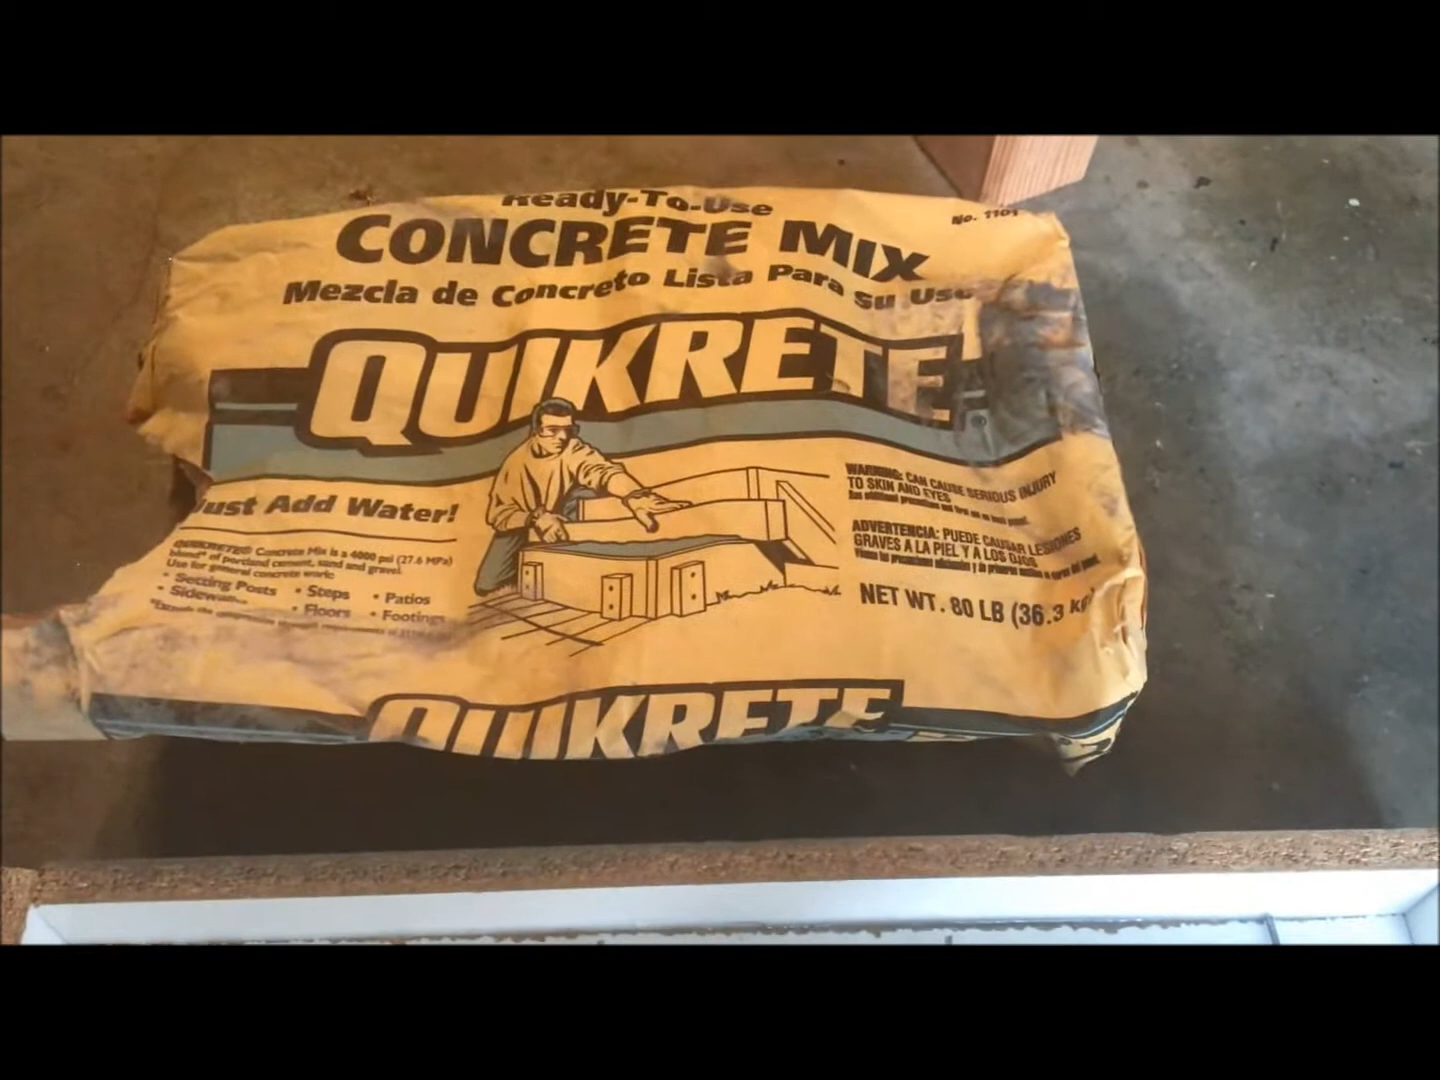 Ready-To-Use
CONCRETE MIX
No. 1101
Mezcla de Concreto Lista Para Su Uso
QUIKRETE
Just Add Water!
QUIKRETE® Concrete Mix is a 4000 psi (27.6 MPa)
blend* of portland cement, sand and gravel.
Use for general concrete work:
• Setting Posts • Steps • Patios
• Sidewalks • Floors • Footings
WARNING: CAN CAUSE SERIOUS INJURY
TO SKIN AND EYES
ADVERTENCIA: PUEDE CAUSAR LESIONES
GRAVES A LA PIEL Y A LOS OJOS
NET WT. 80 LB (36.3 kg)
QUIKRETE